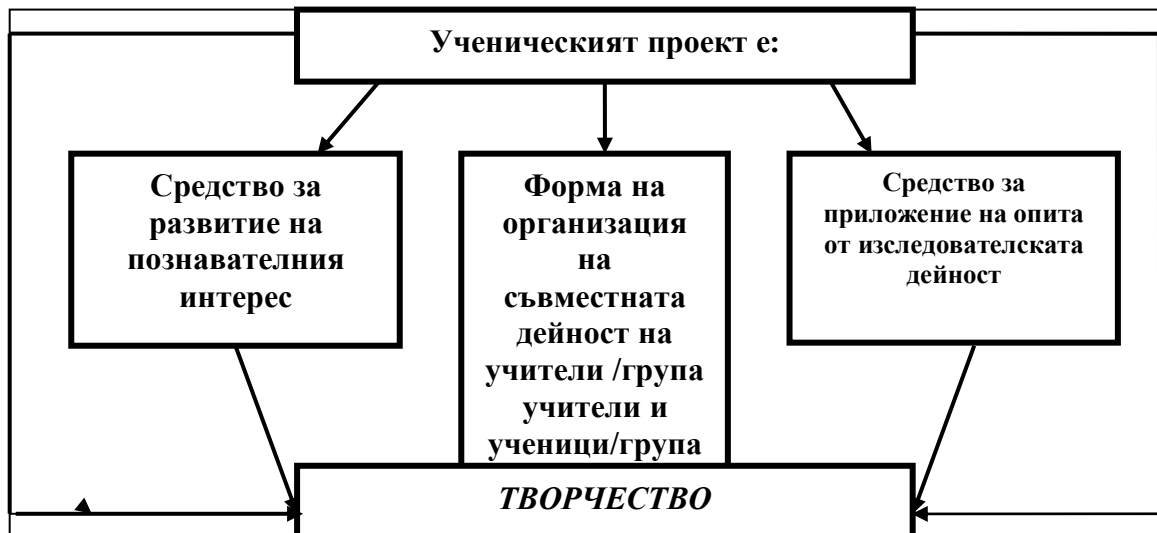 Ученическият проект е:
Средство за
развитие на
познавателния
интерес
Форма на
организация
на
съвместната
дейност на
учители /група
учители и
ученици/група
Средство за
приложение на опита
от изследователската
дейност
ТВОРЧЕСТВО